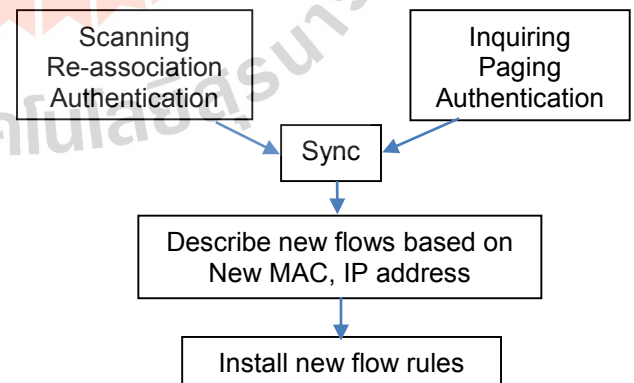 Scanning
Re-association
Authentication
Inquiring
Paging
Authentication
Sync
Describe new flows based on
New MAC, IP address
Install new flow rules